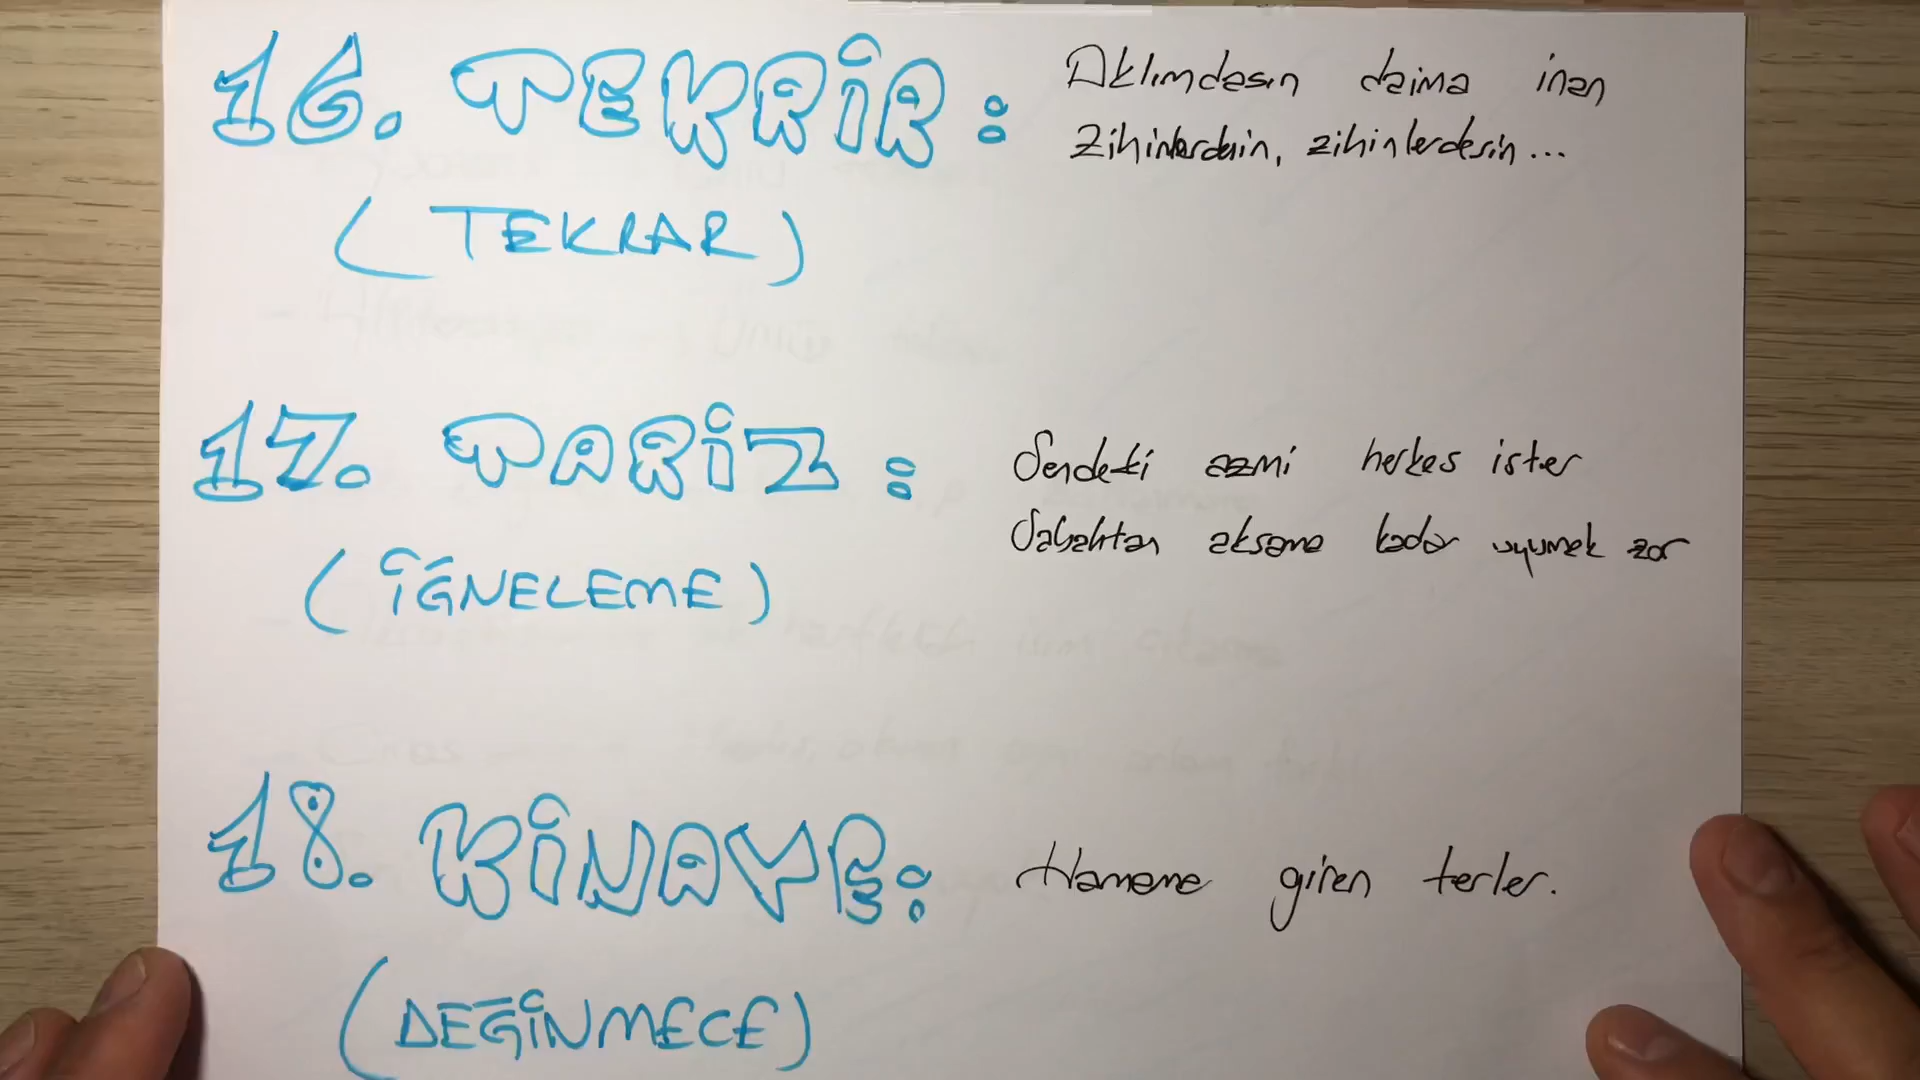 16. TEKRİR: Aklımdasın daima inan
Zihinlerdesin, zihinlerdesin...
(TEKRAR)
17. TARİZ: Sendeki azmi herkes ister
Sabahtan akşama kadar uyumak zor
(İĞNELEME)
18. KİNAYE: Hamama giren terler.
(DEĞİNMECE)